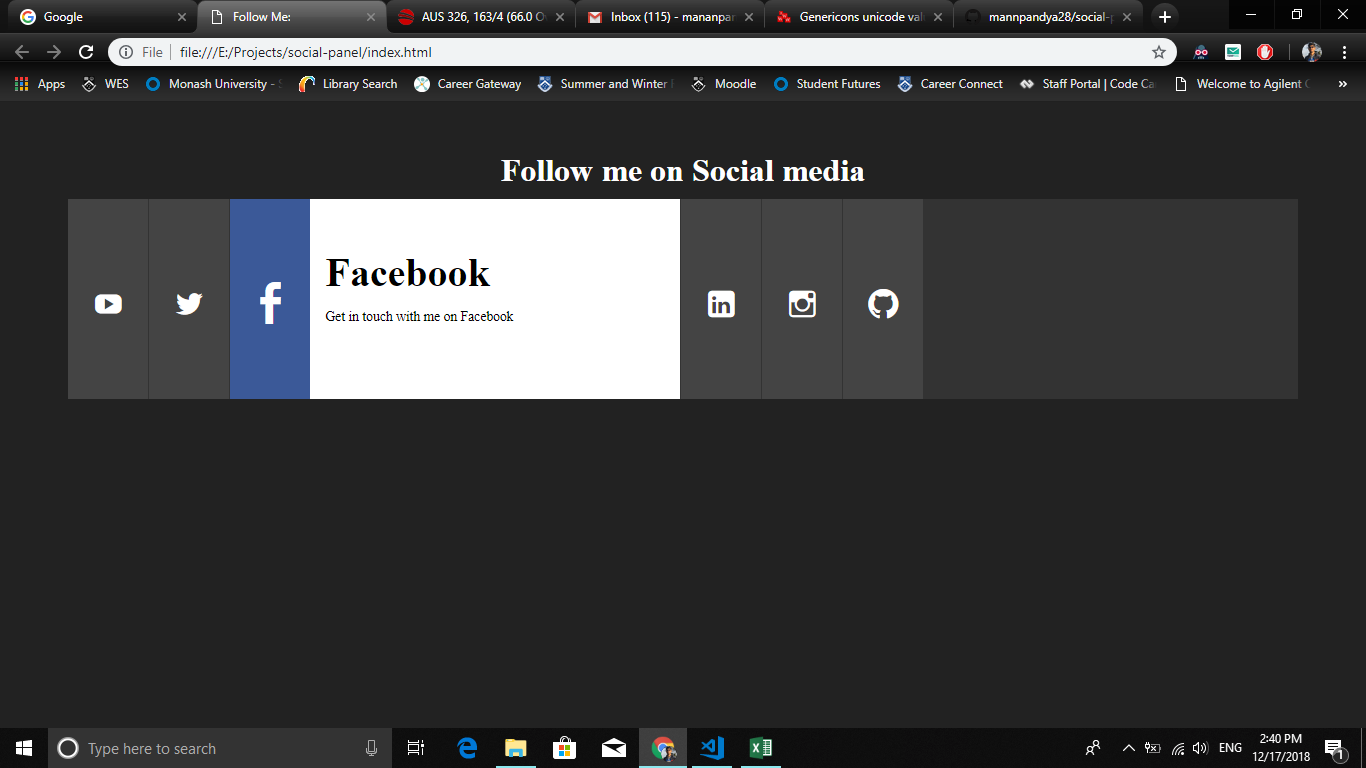 Google
Follow Me:
AUS 326, 163/4 (66.0 O
Inbox (115) - mananpan
Genericons unicode val
mannpandya28/social-p
File file:///E:/Projects/social-panel/index.html
Apps
WES
Monash University - S
Library Search
Career Gateway
Summer and Winter
Moodle
Student Futures
Career Connect
Staff Portal | Code Ca
Welcome to Agilent
»
Follow me on Social media
f
Facebook
Get in touch with me on Facebook
in
Type here to search
ENG
2:40 PM
12/17/2018
1